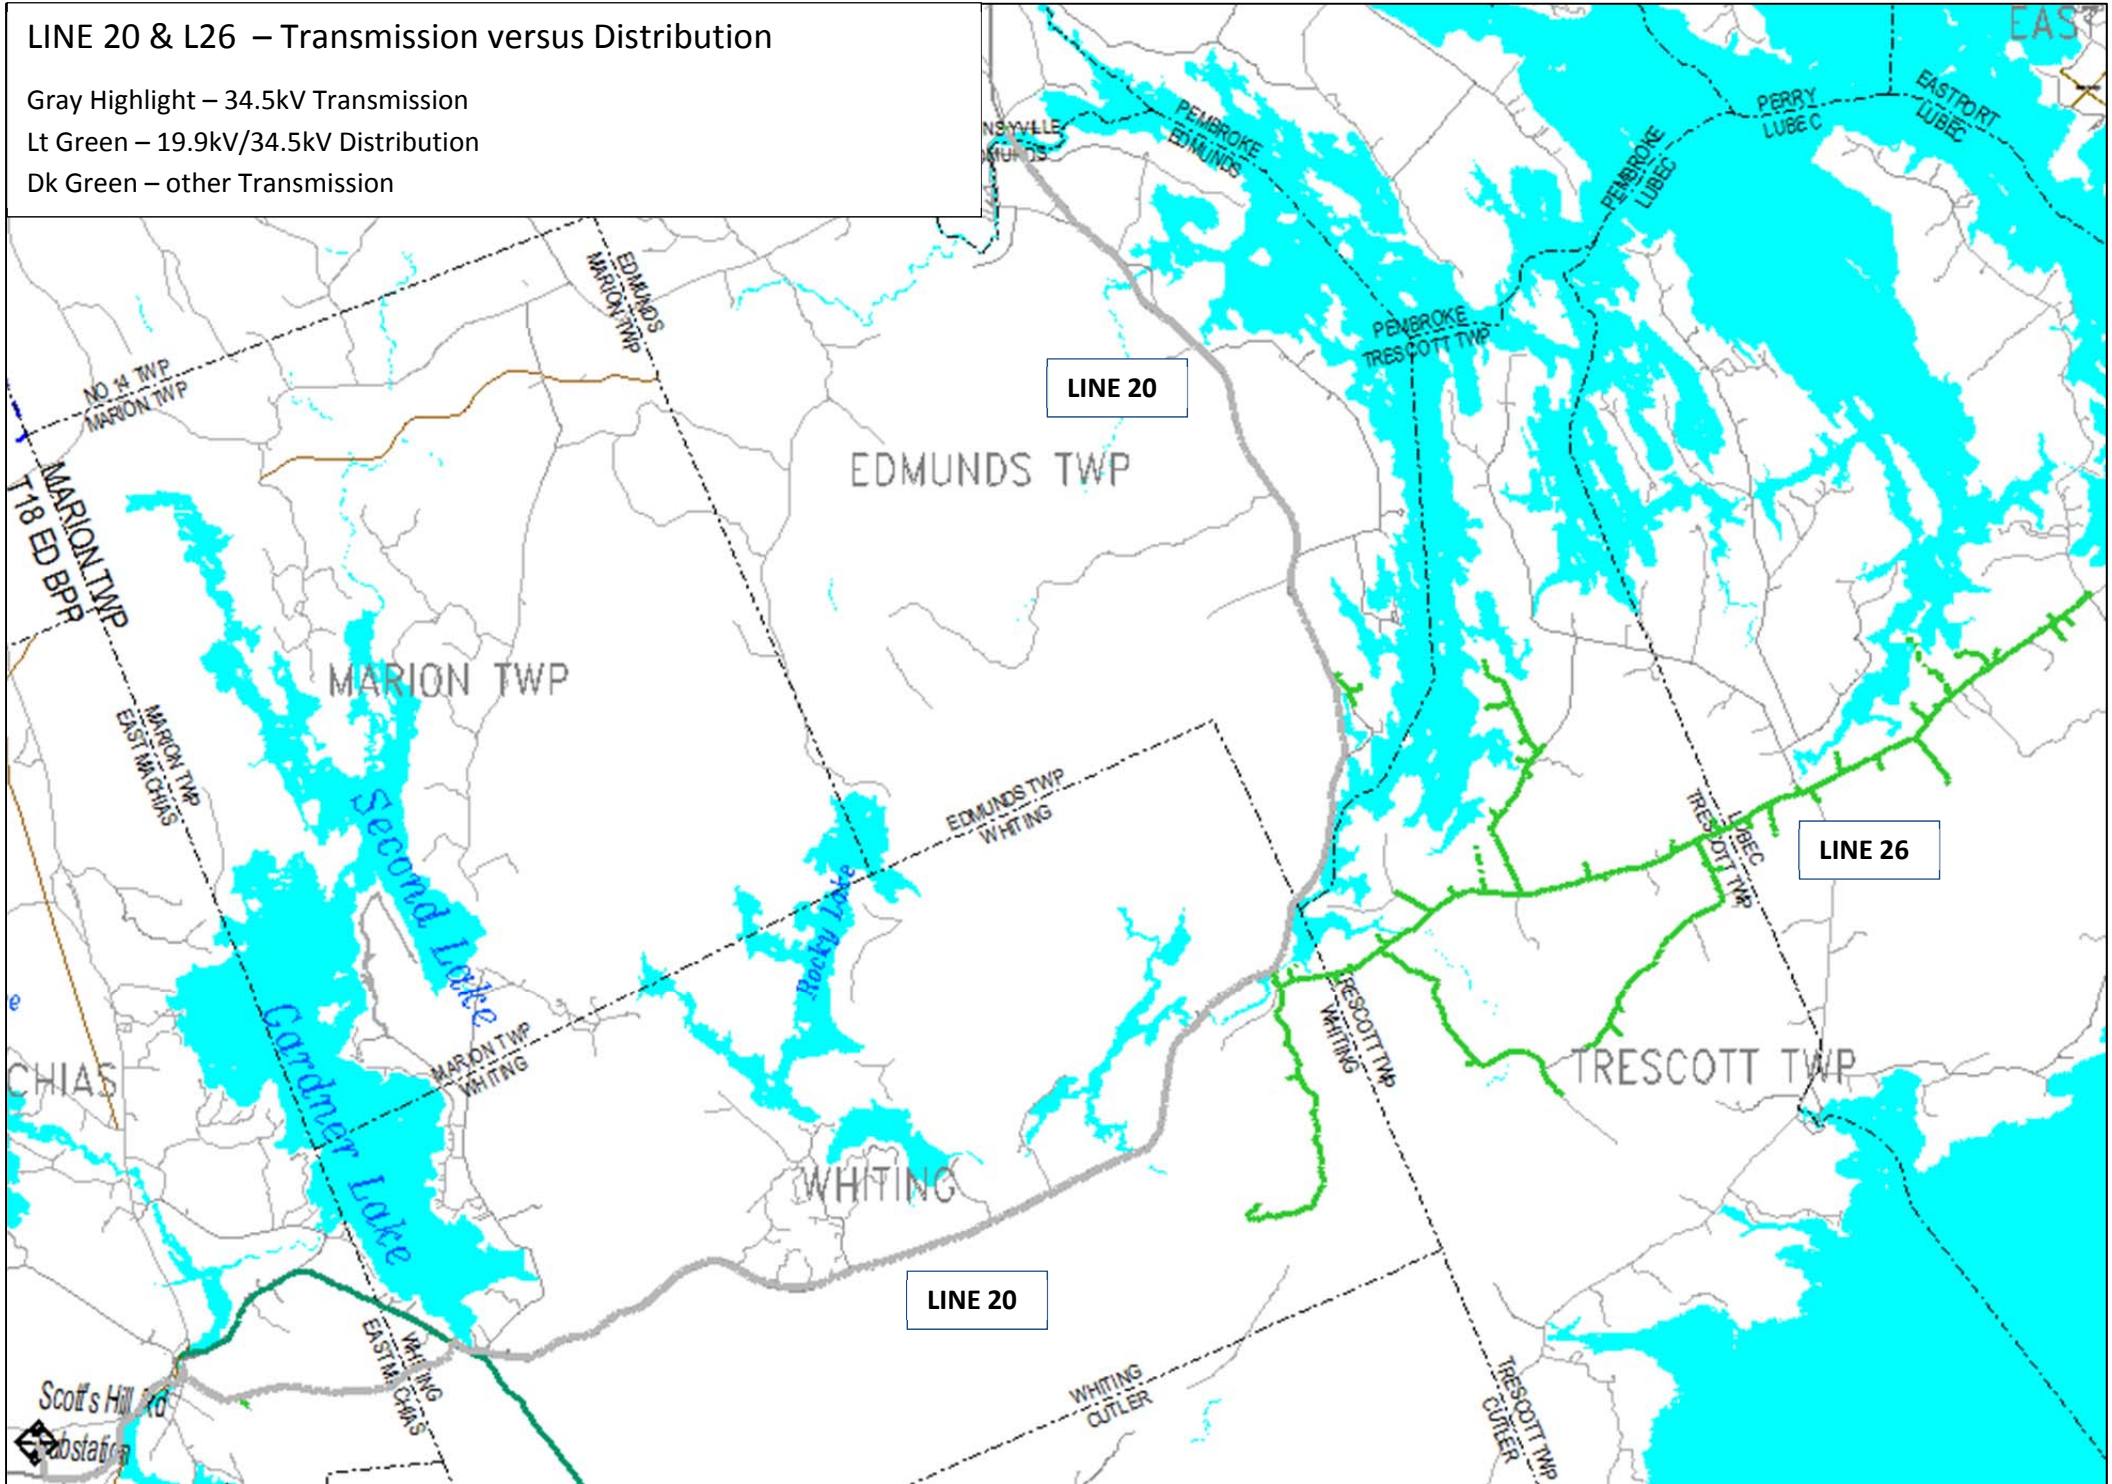 LINE 20 & L26 – Transmission versus Distribution
Gray Highlight – 34.5kV Transmission
Lt Green – 19.9kV/34.5kV Distribution
Dk Green – other Transmission
EAST
NSYVILLE
PEMBROKE
EDMUNDS
PEMBROKE
LUBEC
PERRY
LUBEC
EASTPORT
LUBEC
EDMUNDS
MARION TWP
PEMBROKE
TRESCOTT TWP
NO 14 TWP
MARION TWP
LINE 20
EDMUNDS TWP
MARION TWP
T18 ED BPP
MARION TWP
MARION TWP
EAST MACHIAS
Second Lake
EDMUNDS TWP
WHITING
TRESCOTT TWP
LUBEC
LINE 26
Rocky Lake
e
Gardner Lake
MARION TWP
WHITING
TRESCOTT TWP
WHITING
CHIAS
TRESCOTT TWP
WHITING
LINE 20
WHITING
EAST MACHIAS
WHITING
CUTLER
TRESCOTT TWP
CUTLER
Scott's Hill Rd
Substation